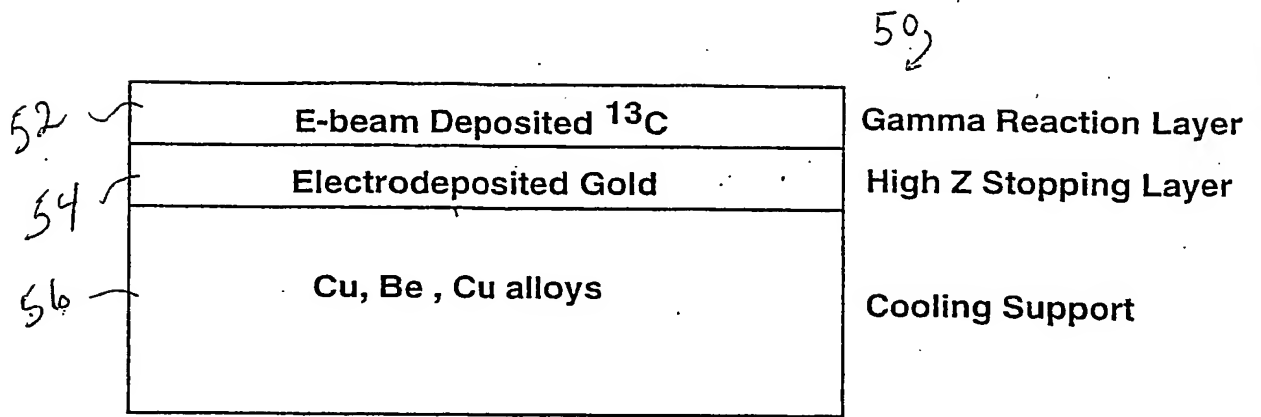 50
52 E-beam Deposited ¹³C Gamma Reaction Layer
54 Electrodeposited Gold High Z Stopping Layer
56 Cu, Be , Cu alloys Cooling Support